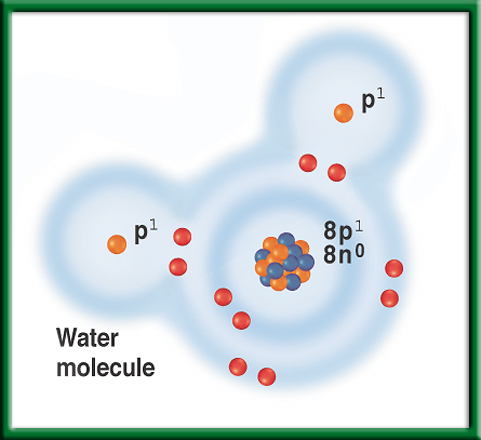 p¹
p¹
8p¹
8n⁰
Water
molecule